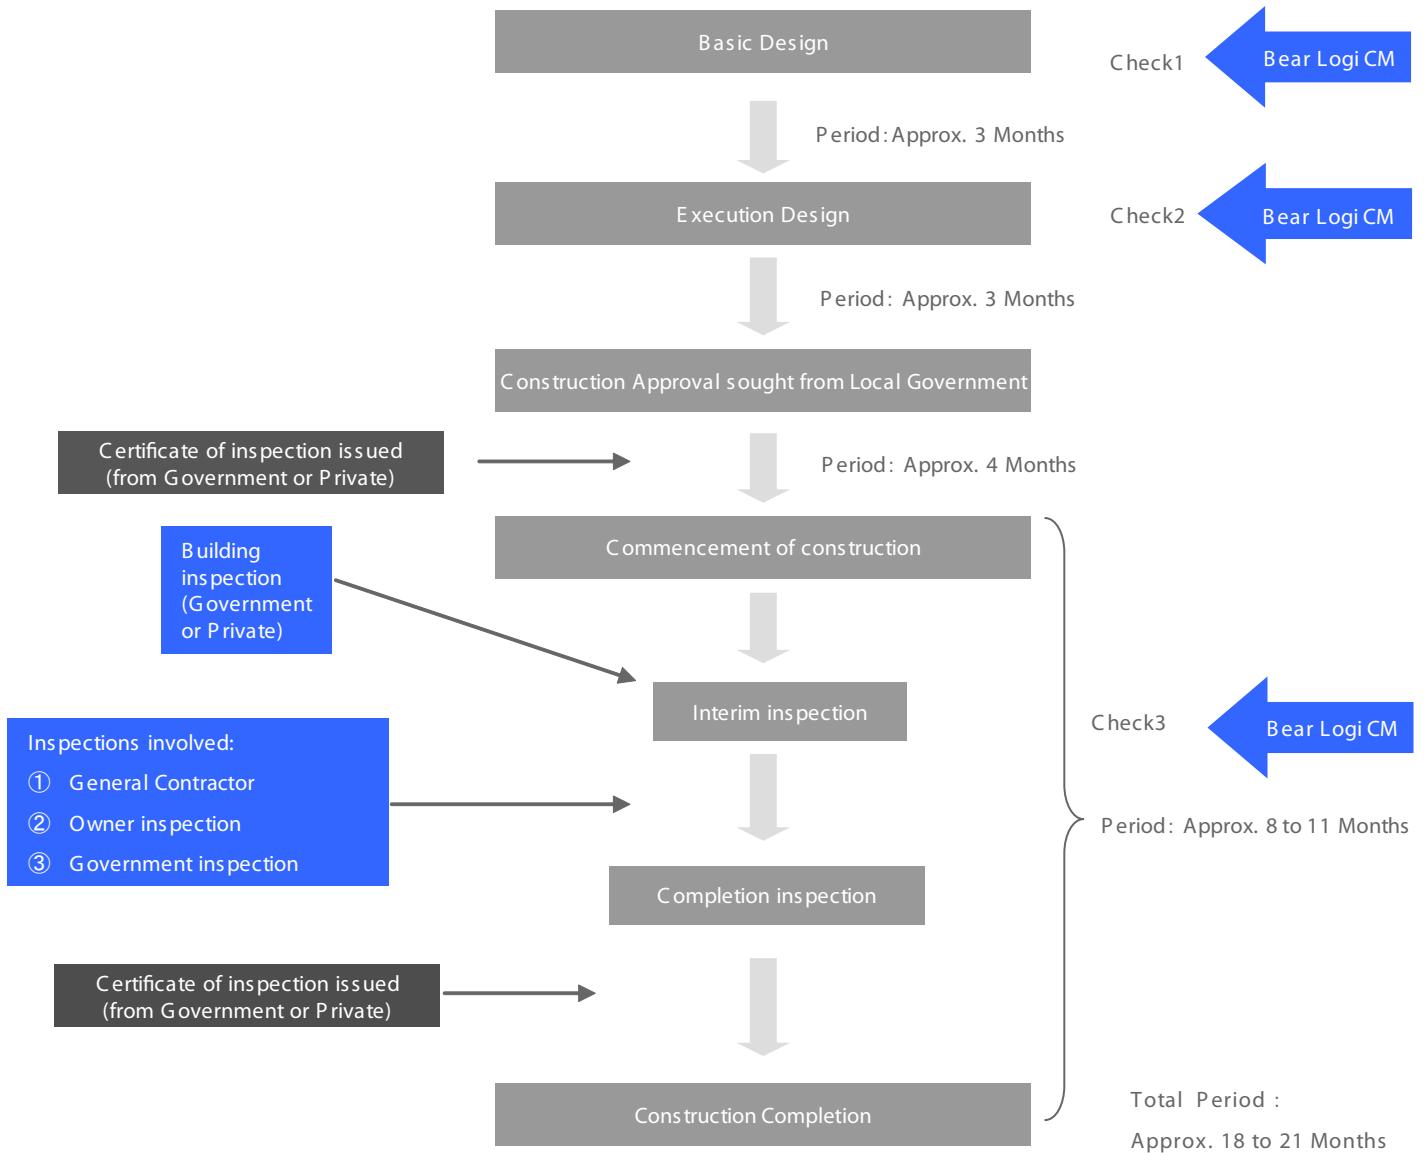 Basic Design
Check1
Bear Logi CM
Period: Approx. 3 Months
Execution Design
Check2
Bear Logi CM
Period: Approx. 3 Months
Construction Approval sought from Local Government
Certificate of inspection issued
(from Government or Private)
Period: Approx. 4 Months
Commencement of construction
Building
inspection
(Government
or Private)
Interim inspection
Check3
Bear Logi CM
Inspections involved:
① General Contractor
② Owner inspection
③ Government inspection
Period: Approx. 8 to 11 Months
Completion inspection
Certificate of inspection issued
(from Government or Private)
Construction Completion
Total Period :
Approx. 18 to 21 Months